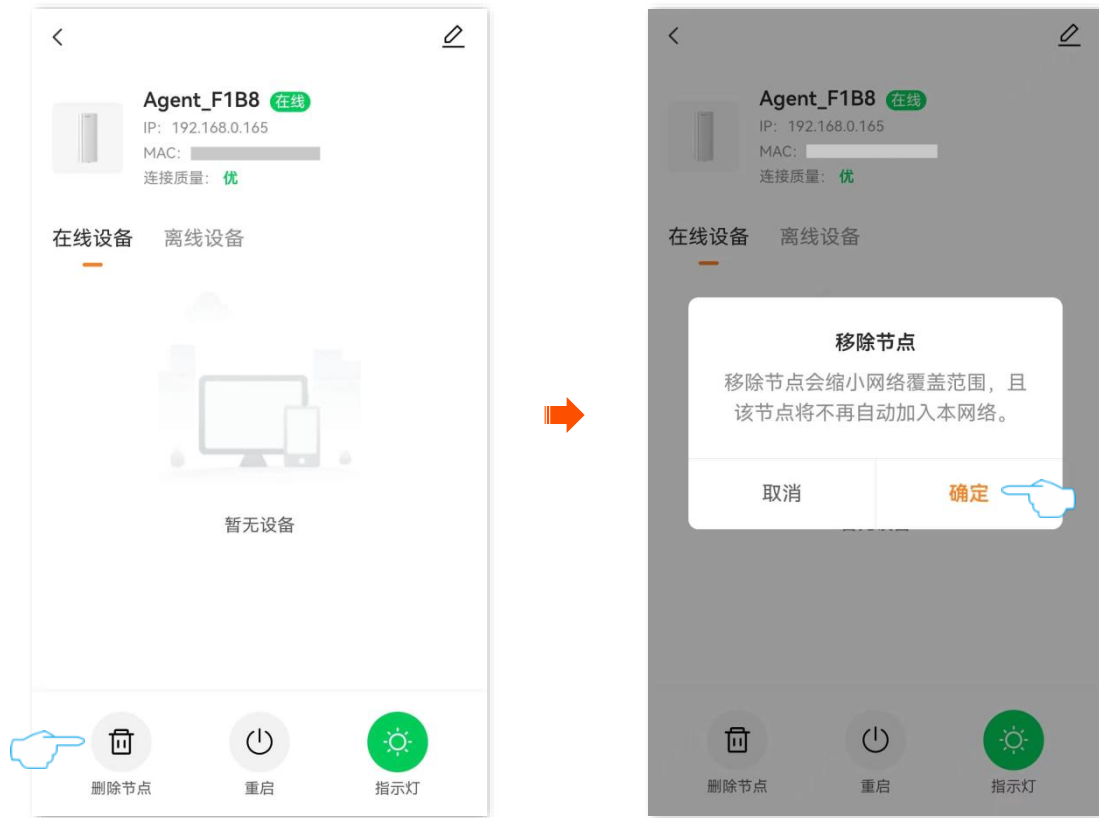 Agent_F1B8 在线
IP: 192.168.0.165
MAC:
连接质量: 优
在线设备 离线设备
暂无设备
删除节点 重启 指示灯
Agent_F1B8 在线
IP: 192.168.0.165
MAC:
连接质量: 优
在线设备 离线设备
移除节点
移除节点会缩小网络覆盖范围，且
该节点将不再自动加入本网络。
取消 确定
删除节点 重启 指示灯